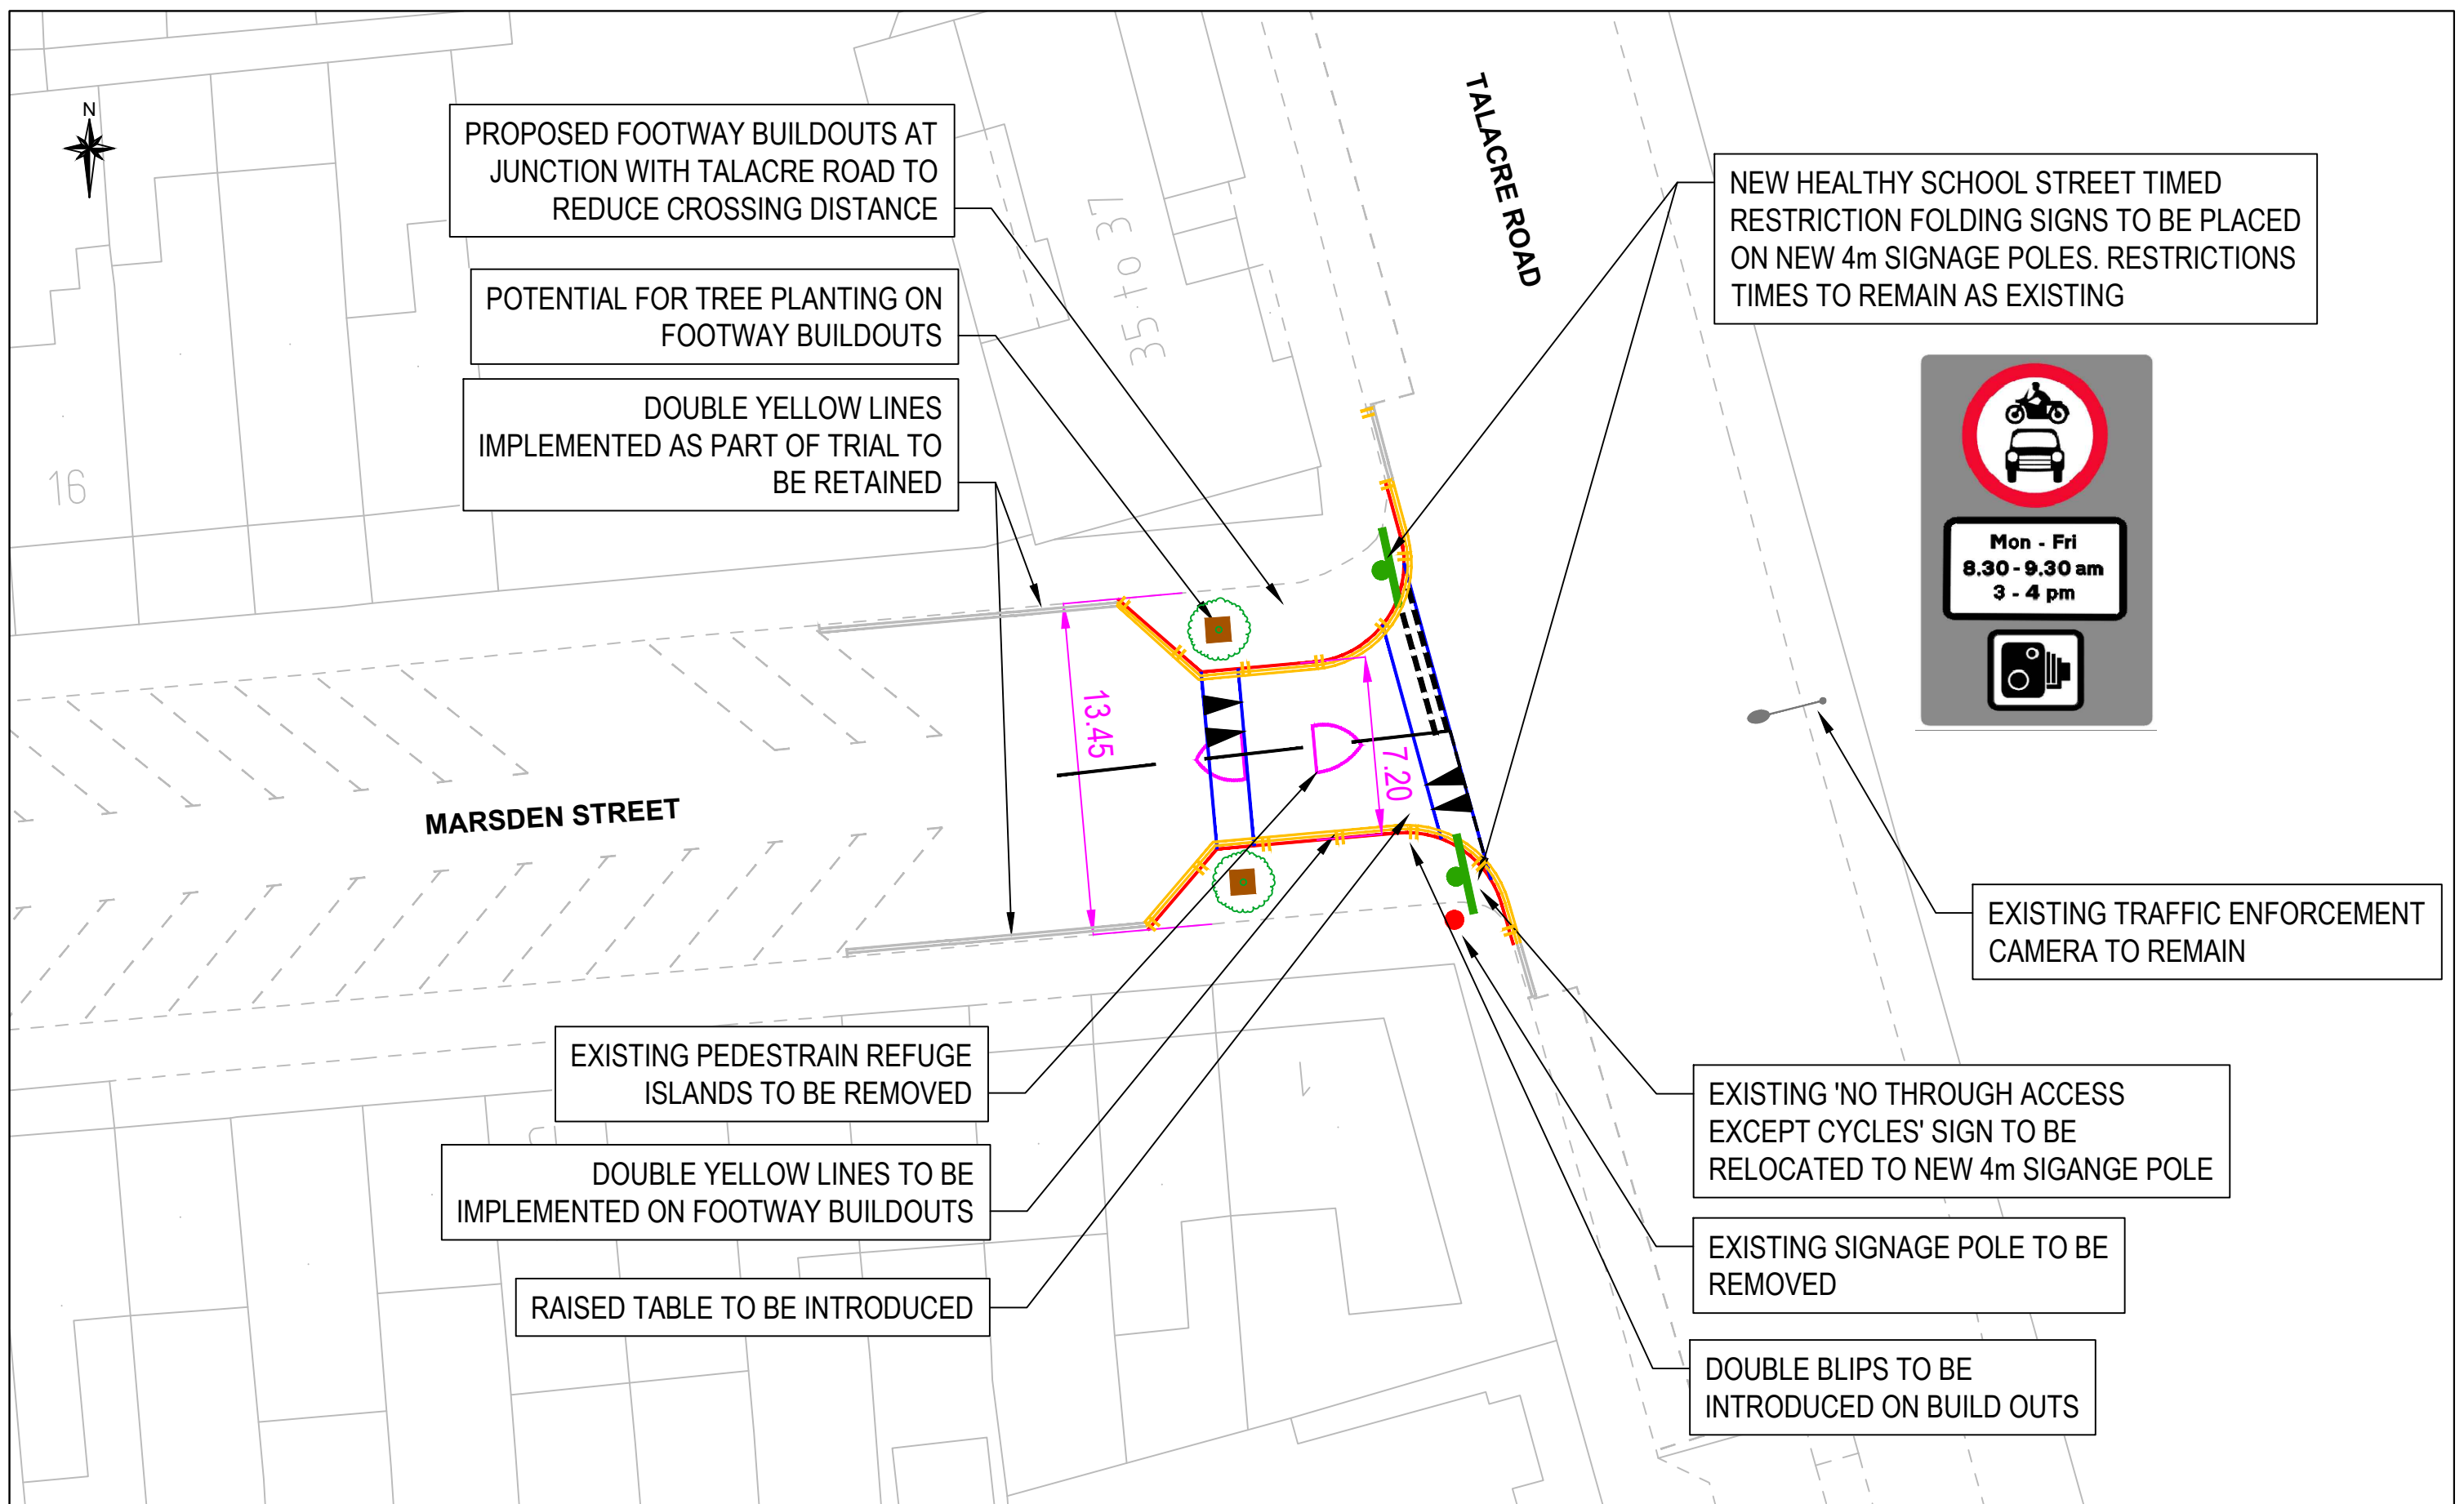 N
PROPOSED FOOTWAY BUILDOUTS AT
JUNCTION WITH TALACRE ROAD TO
REDUCE CROSSING DISTANCE
POTENTIAL FOR TREE PLANTING ON
FOOTWAY BUILDOUTS
DOUBLE YELLOW LINES
IMPLEMENTED AS PART OF TRIAL TO
BE RETAINED
16
35 to 37
TALACRE ROAD
NEW HEALTHY SCHOOL STREET TIMED
RESTRICTION FOLDING SIGNS TO BE PLACED
ON NEW 4m SIGNAGE POLES. RESTRICTIONS
TIMES TO REMAIN AS EXISTING
Mon - Fri
8.30 - 9.30 am
3 - 4 pm
13.45
7.20
MARSDEN STREET
EXISTING TRAFFIC ENFORCEMENT
CAMERA TO REMAIN
EXISTING PEDESTRAIN REFUGE
ISLANDS TO BE REMOVED
DOUBLE YELLOW LINES TO BE
IMPLEMENTED ON FOOTWAY BUILDOUTS
RAISED TABLE TO BE INTRODUCED
1
EXISTING 'NO THROUGH ACCESS
EXCEPT CYCLES' SIGN TO BE
RELOCATED TO NEW 4m SIGANGE POLE
EXISTING SIGNAGE POLE TO BE
REMOVED
DOUBLE BLIPS TO BE
INTRODUCED ON BUILD OUTS